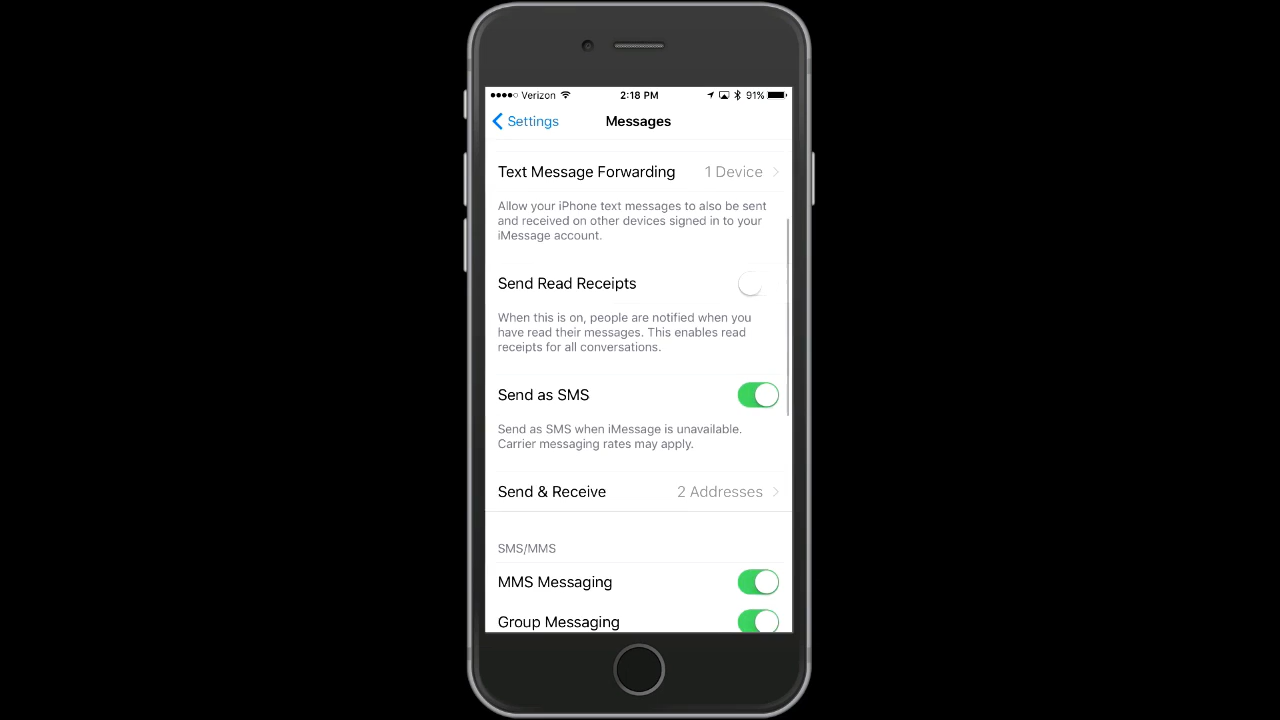 Verizon 2:18 PM 91%
Settings Messages
Text Message Forwarding 1 Device
Allow your iPhone text messages to also be sent
and received on other devices signed in to your
iMessage account.
Send Read Receipts
When this is on, people are notified when you
have read their messages. This enables read
receipts for all conversations.
Send as SMS
Send as SMS when iMessage is unavailable.
Carrier messaging rates may apply.
Send & Receive 2 Addresses
SMS/MMS
MMS Messaging
Group Messaging